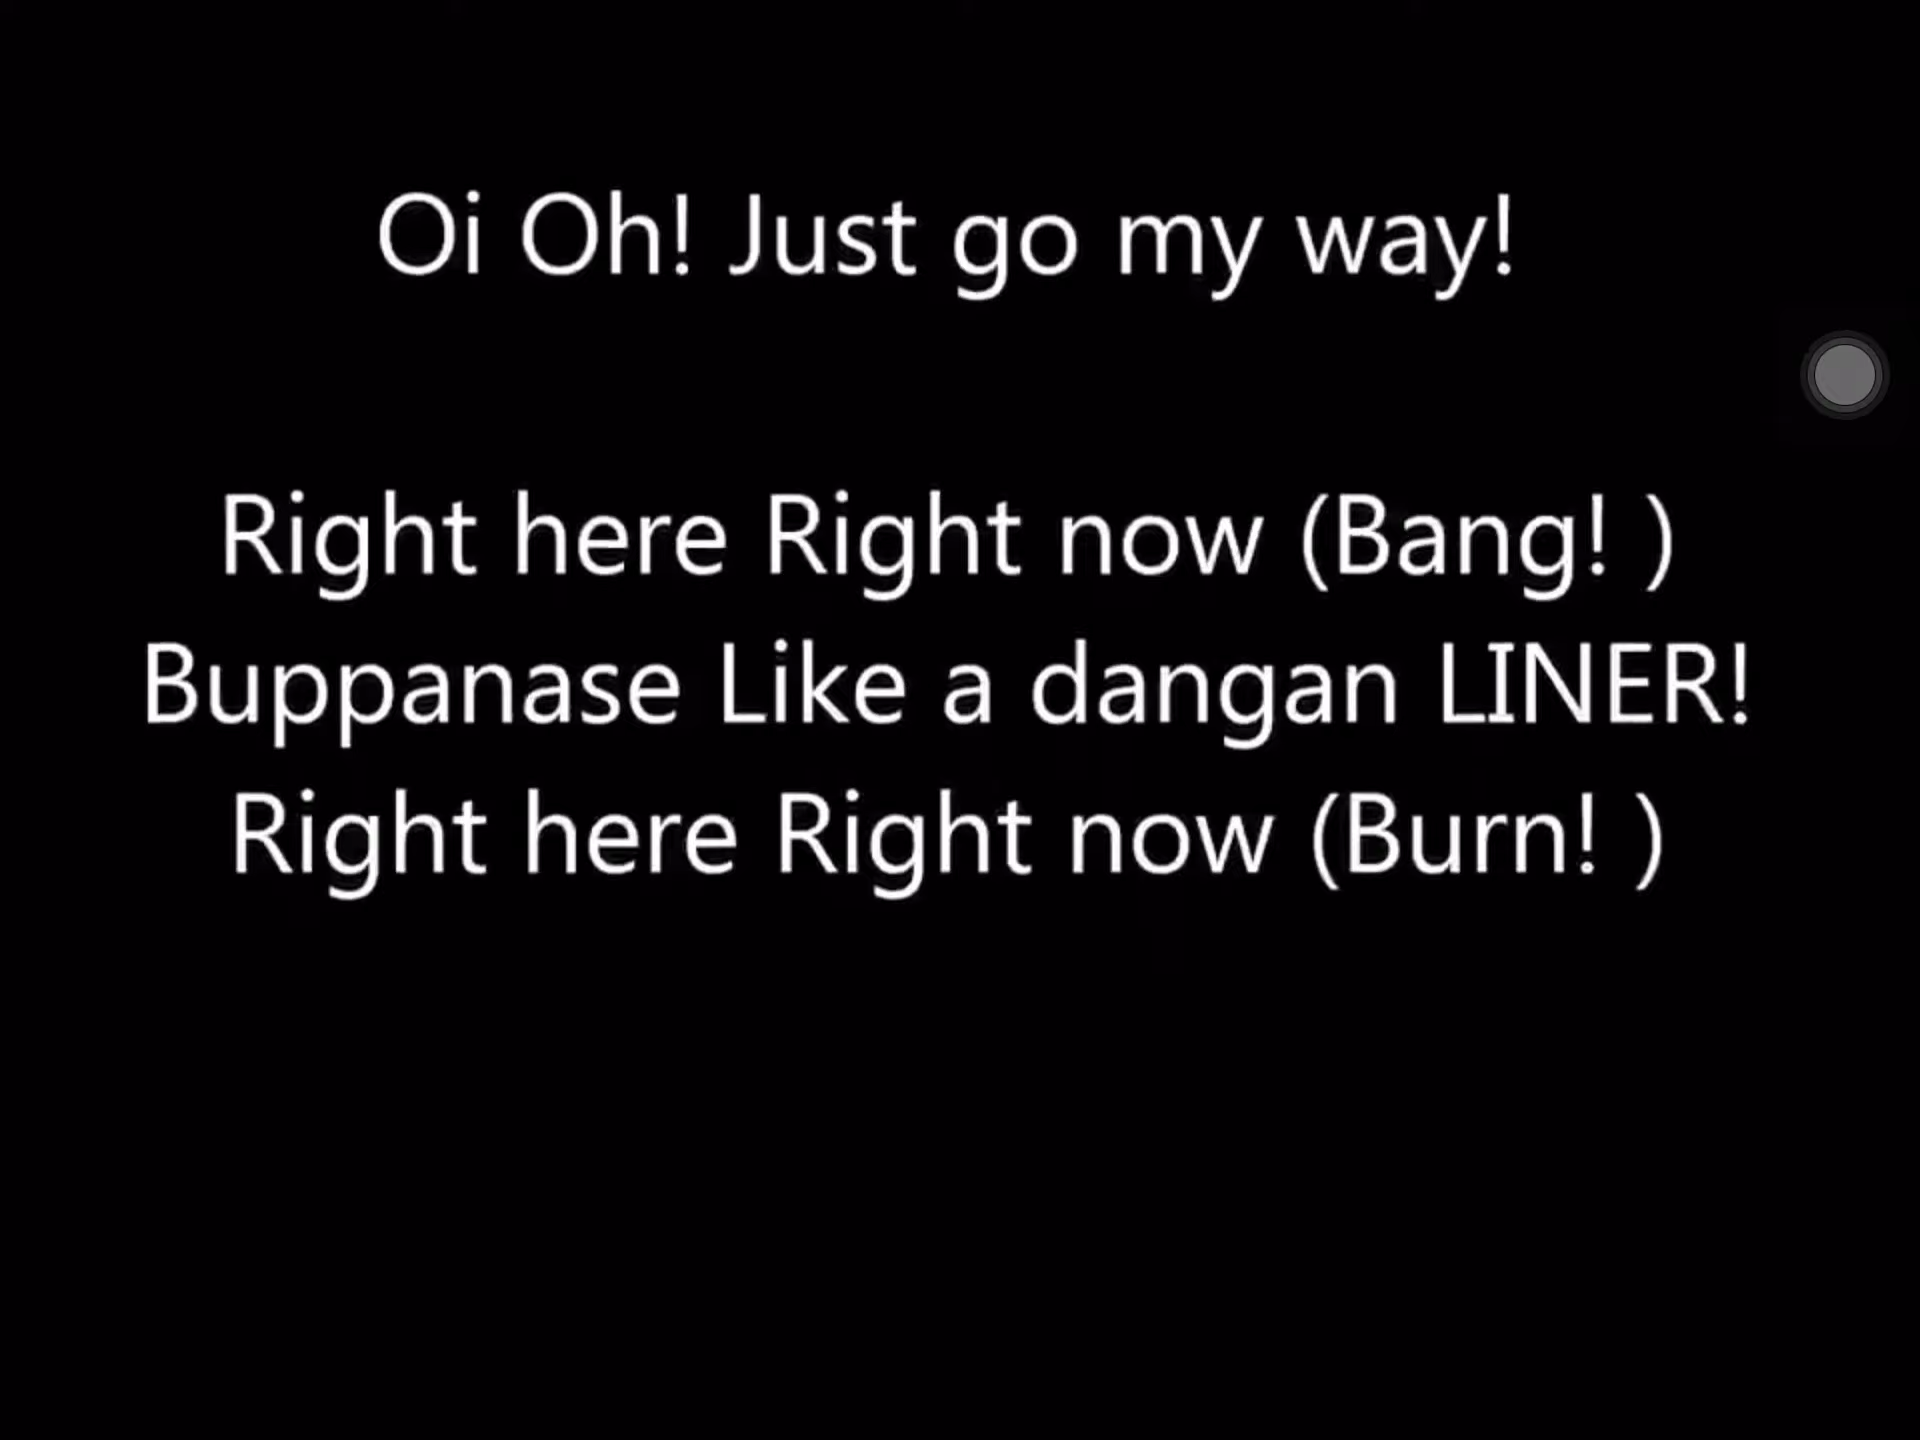 Oi Oh! Just go my way!
Right here Right now (Bang! )
Buppanase Like a dangan LINER!
Right here Right now (Burn! )